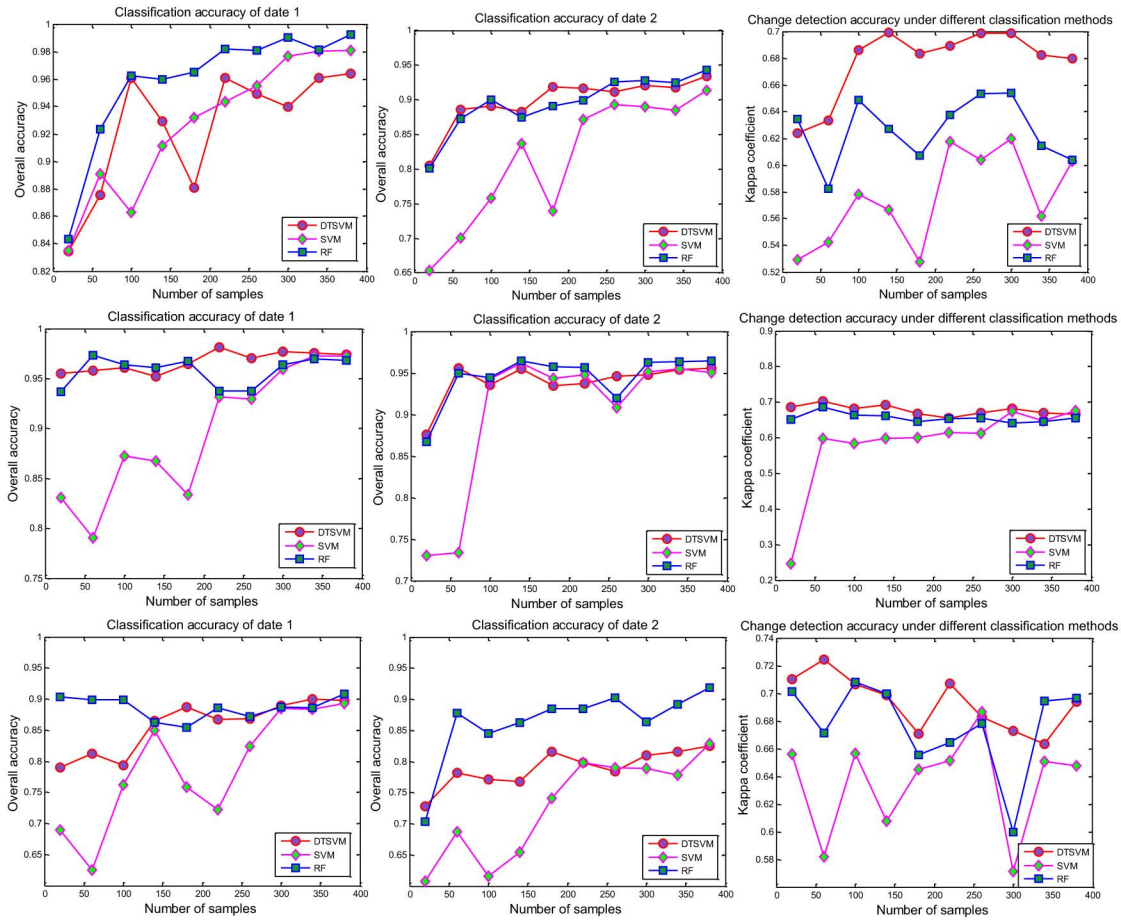 Classification accuracy of date 1
Overall accuracy
1
0.98
0.96
0.94
0.92
0.9
0.88
0.86
0.84
0.82
0 50 100 150 200 250 300 350 400
Number of samples
DTSVM
SVM
RF
Classification accuracy of date 2
Overall accuracy
1
0.95
0.9
0.85
0.8
0.75
0.7
0.65
0 50 100 150 200 250 300 350 400
Number of samples
DTSVM
SVM
RF
Change detection accuracy under different classification methods
Kappa coefficient
0.7
0.68
0.66
0.64
0.62
0.6
0.58
0.56
0.54
0.52
0 50 100 150 200 250 300 350 400
Number of samples
DTSVM
SVM
RF
Classification accuracy of date 1
Overall accuracy
1
0.95
0.9
0.85
0.8
0.75
0 50 100 150 200 250 300 350 400
Number of samples
DTSVM
SVM
RF
Classification accuracy of date 2
Overall accuracy
1
0.95
0.9
0.85
0.8
0.75
0.7
0 50 100 150 200 250 300 350 400
Number of samples
DTSVM
SVM
RF
Change detection accuracy under different classification methods
Kappa coefficient
0.9
0.8
0.7
0.6
0.5
0.4
0.3
0.2
0 50 100 150 200 250 300 350 400
Number of samples
DTSVM
SVM
RF
Classification accuracy of date 1
Overall accuracy
1
0.95
0.9
0.85
0.8
0.75
0.7
0.65
0 50 100 150 200 250 300 350 400
Number of samples
DTSVM
SVM
RF
Classification accuracy of date 2
Overall accuracy
1
0.95
0.9
0.85
0.8
0.75
0.7
0.65
0 50 100 150 200 250 300 350 400
Number of samples
DTSVM
SVM
RF
Change detection accuracy under different classification methods
Kappa coefficient
0.74
0.72
0.7
0.68
0.66
0.64
0.62
0.6
0.58
0 50 100 150 200 250 300 350 400
Number of samples
DTSVM
SVM
RF